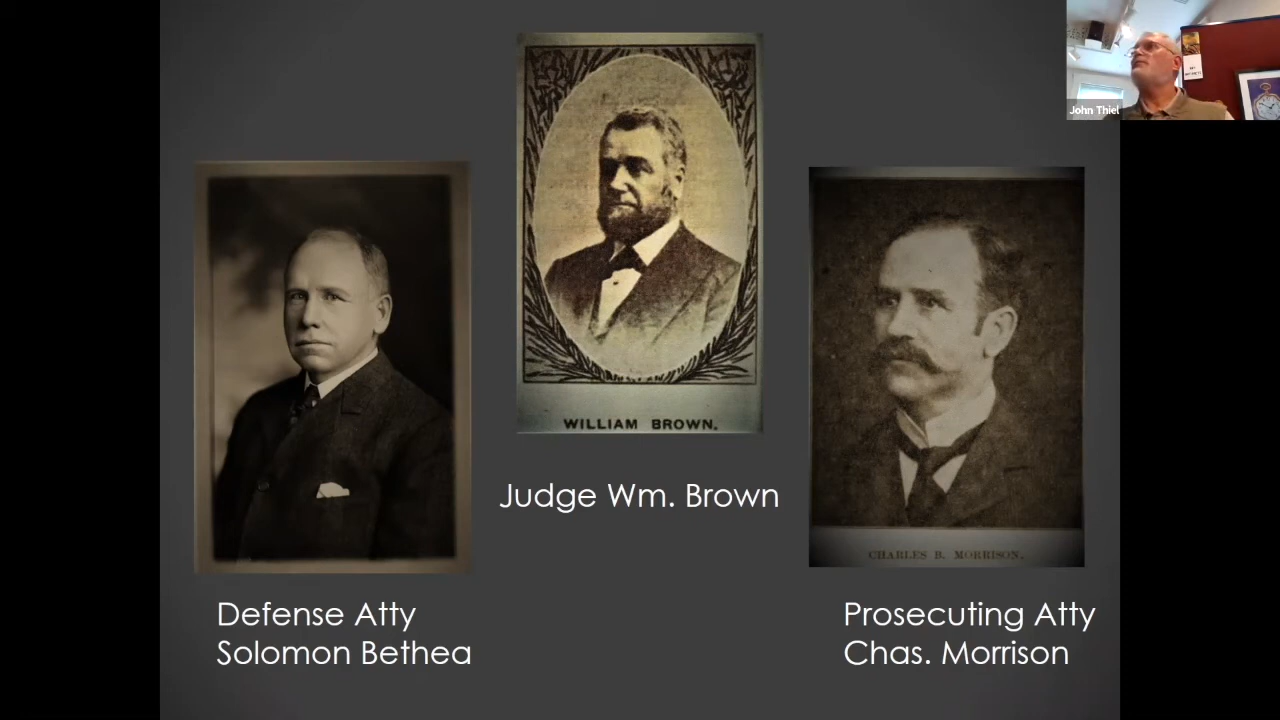 John Thiel
WILLIAM BROWN.
Judge Wm. Brown
CHARLES B. MORRISON.
Defense Atty
Solomon Bethea
Prosecuting Atty
Chas. Morrison